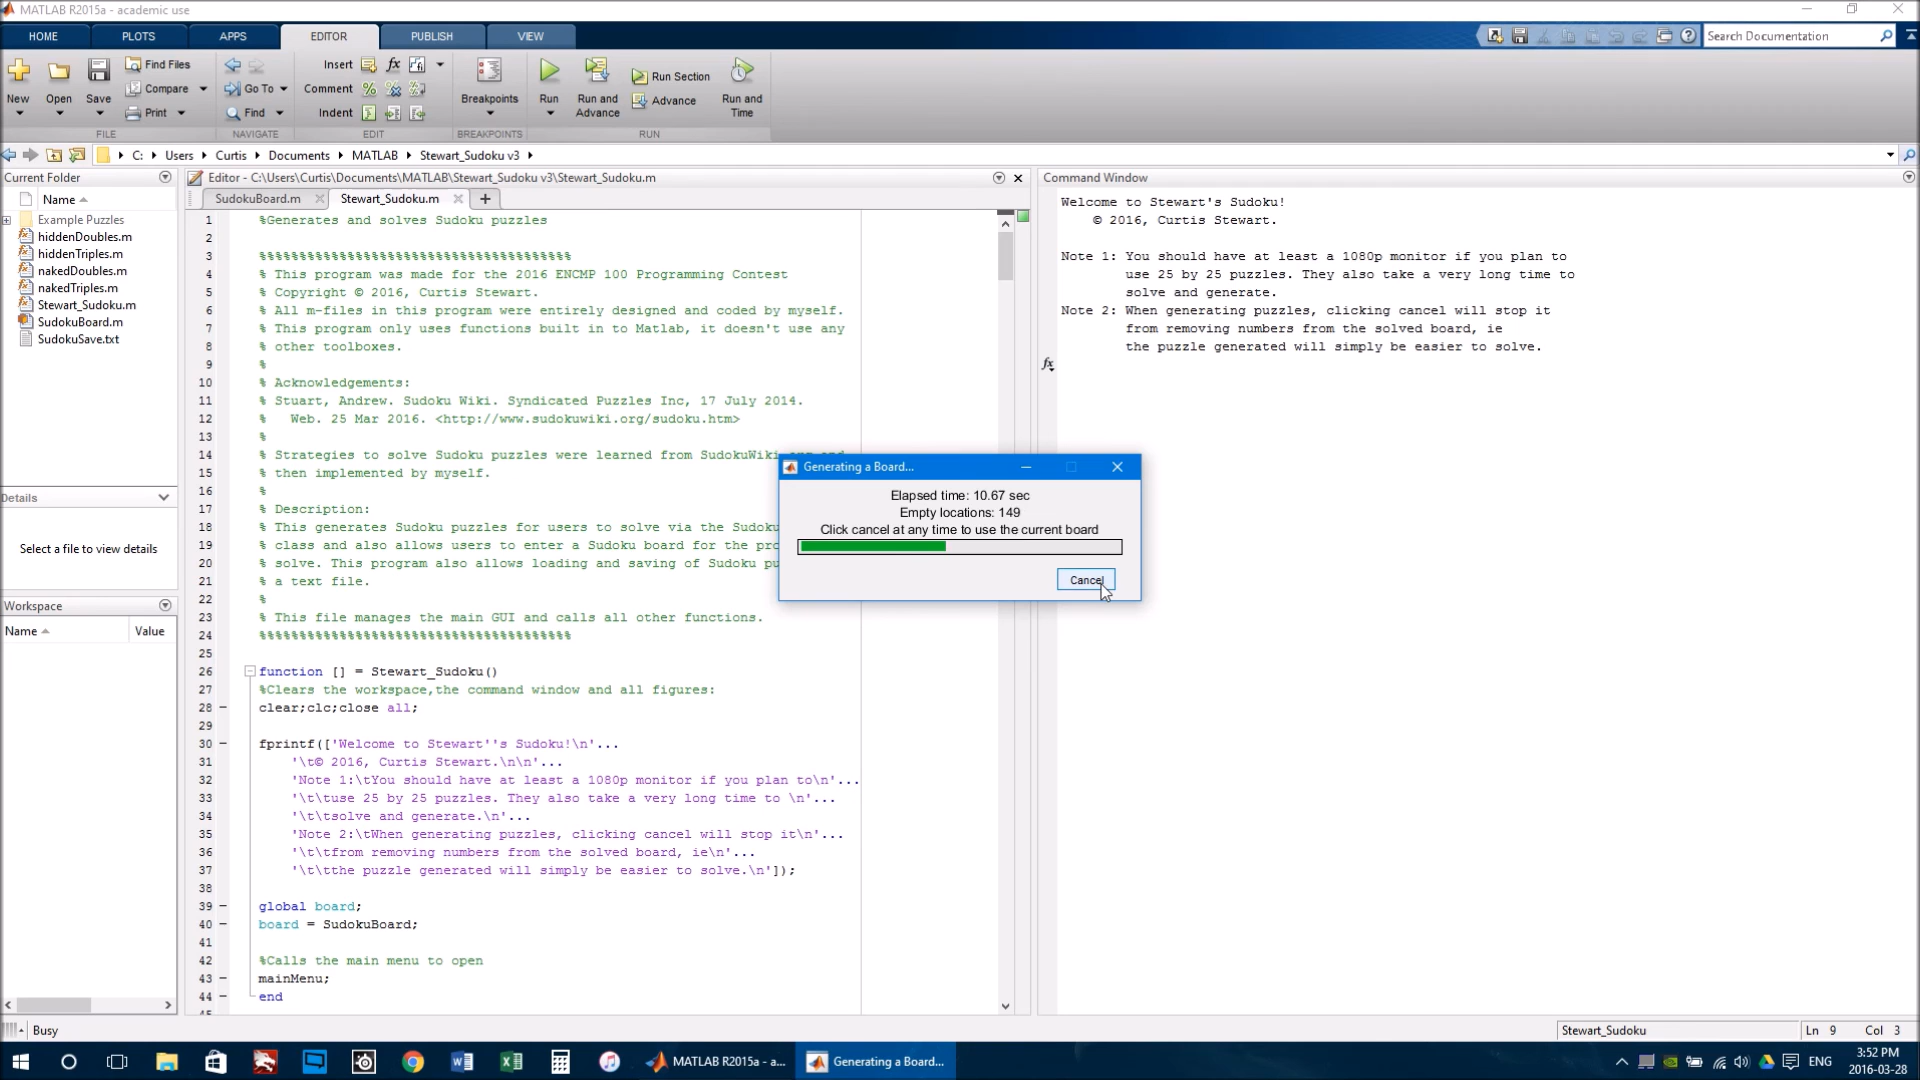 MATLAB R2015a - academic use
HOME PLOTS APPS EDITOR PUBLISH VIEW
Search Documentation
New Open Save
Find Files
Compare
Print
Go To
Find
Insert
Comment
Indent
Breakpoints
Run
Run and Advance
Run Section
Advance
Run and Time
FILE NAVIGATE EDIT BREAKPOINTS RUN
C: Users Curtis Documents MATLAB Stewart_Sudoku v3
Current Folder
Name
Example Puzzles
hiddenDoubles.m
hiddenTriples.m
nakedDoubles.m
nakedTriples.m
Stewart_Sudoku.m
SudokuBoard.m
SudokuSave.txt
Details
Select a file to view details
Workspace
Name Value
Editor - C:\Users\Curtis\Documents\MATLAB\Stewart_Sudoku v3\Stewart_Sudoku.m
SudokuBoard.m Stewart_Sudoku.m
1 %Generates and solves Sudoku puzzles
2
3 %%%%%%%%%%%%%%%%%%%%%%%%%%%%%%%%%%%%%%%
4 % This program was made for the 2016 ENCMP 100 Programming Contest
5 % Copyright © 2016, Curtis Stewart.
6 % All m-files in this program were entirely designed and coded by myself.
7 % This program only uses functions built in to Matlab, it doesn't use any
8 % other toolboxes.
9 %
10 % Acknowledgements:
11 % Stuart, Andrew. Sudoku Wiki. Syndicated Puzzles Inc, 17 July 2014.
12 % Web. 25 Mar 2016. <http://www.sudokuwiki.org/sudoku.htm>
13 %
14 % Strategies to solve Sudoku puzzles were learned from SudokuWiki
15 % then implemented by myself.
16 %
17 % Description:
18 % This generates Sudoku puzzles for users to solve via the Sudoku
19 % class and also allows users to enter a Sudoku board for the pro
20 % solve. This program also allows loading and saving of Sudoku pu
21 % a text file.
22 %
23 % This file manages the main GUI and calls all other functions.
24 %%%%%%%%%%%%%%%%%%%%%%%%%%%%%%%%%%%%%%%
25
26 function [] = Stewart_Sudoku()
27 %Clears the workspace,the command window and all figures:
28 clear;clc;close all;
29
30 fprintf(['Welcome to Stewart''s Sudoku!\n'...
31 '\t© 2016, Curtis Stewart.\n\n'...
32 'Note 1:\tYou should have at least a 1080p monitor if you plan to\n'...
33 '\t\tuse 25 by 25 puzzles. They also take a very long time to \n'...
34 '\t\tsolve and generate.\n'...
35 'Note 2:\tWhen generating puzzles, clicking cancel will stop it\n'...
36 '\t\tfrom removing numbers from the solved board, ie\n'...
37 '\t\tthe puzzle generated will simply be easier to solve.\n']);
38
39 global board;
40 board = SudokuBoard;
41
42 %Calls the main menu to open
43 mainMenu;
44 end
Command Window
Welcome to Stewart's Sudoku!
© 2016, Curtis Stewart.
Note 1: You should have at least a 1080p monitor if you plan to
use 25 by 25 puzzles. They also take a very long time to
solve and generate.
Note 2: When generating puzzles, clicking cancel will stop it
from removing numbers from the solved board, ie
the puzzle generated will simply be easier to solve.
fx
Generating a Board...
Elapsed time: 10.67 sec
Empty locations: 149
Click cancel at any time to use the current board
Cancel
Busy
Stewart_Sudoku Ln 9 Col 3
MATLAB R2015a - a...
Generating a Board...
ENG
3:52 PM
2016-03-28